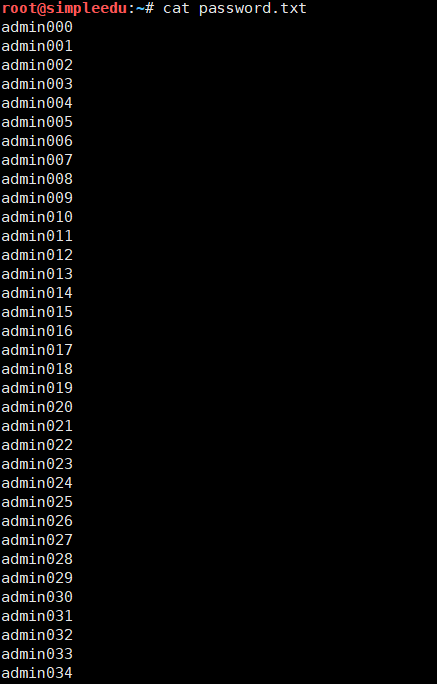 root@simpleedu:~# cat password.txt
admin000
admin001
admin002
admin003
admin004
admin005
admin006
admin007
admin008
admin009
admin010
admin011
admin012
admin013
admin014
admin015
admin016
admin017
admin018
admin019
admin020
admin021
admin022
admin023
admin024
admin025
admin026
admin027
admin028
admin029
admin030
admin031
admin032
admin033
admin034